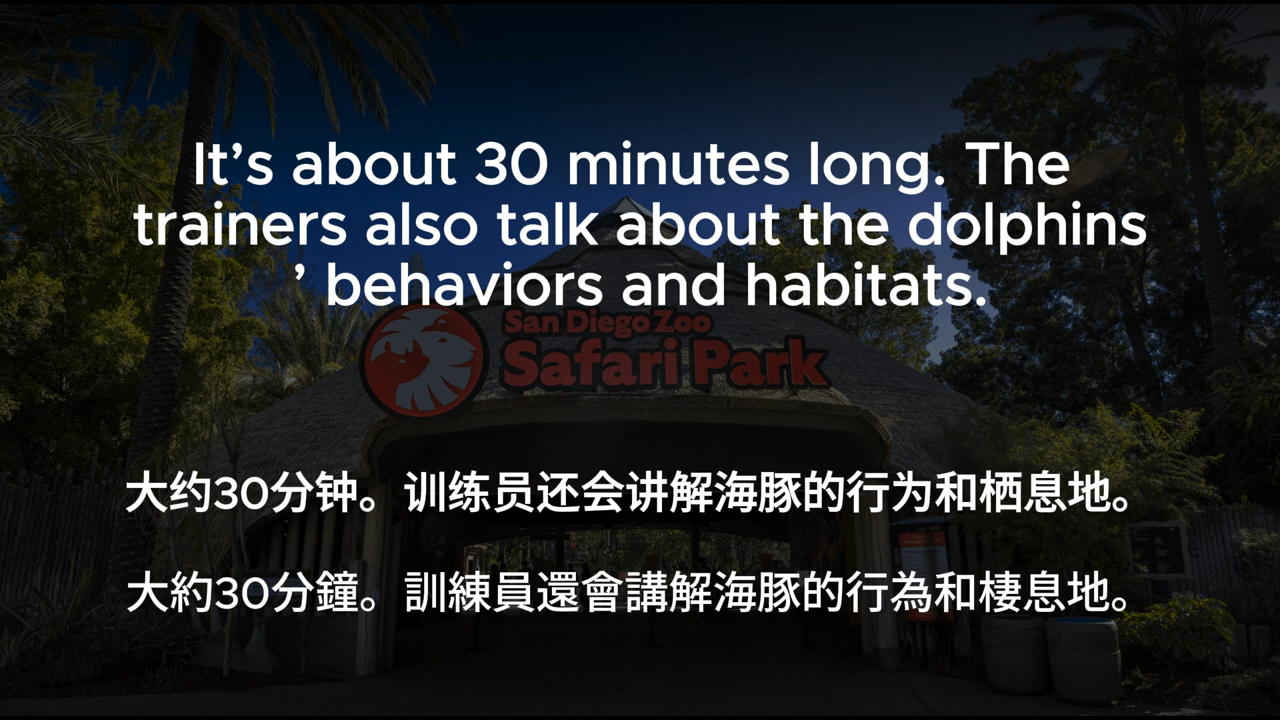 It’s about 30 minutes long. The
trainers also talk about the dolphins
’ behaviors and habitats.
San Diego Zoo
Safari Park
大约30分钟。训练员还会讲解海豚的行为和栖息地。
大約30分鐘。訓練員還會講解海豚的行為和棲息地。